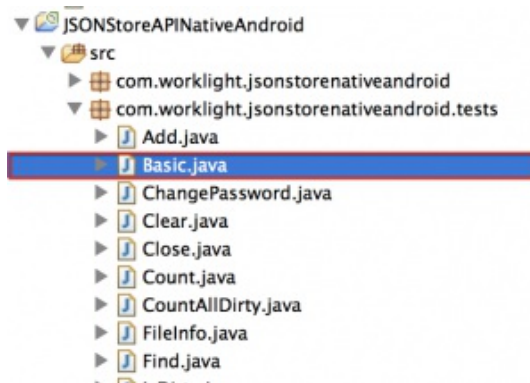 JSONStoreAPINativeAndroid
src
com.worklight.jsonstorenativeandroid
com.worklight.jsonstorenativeandroid.tests
Add.java
Basic.java
ChangePassword.java
Clear.java
Close.java
Count.java
CountAllDirty.java
FileInfo.java
Find.java